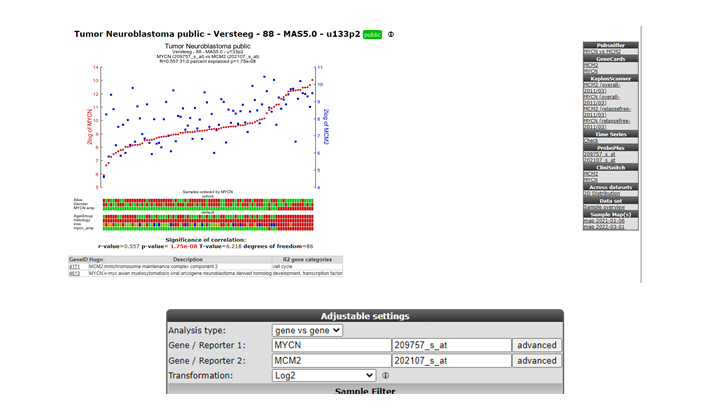 Tumor Neuroblastoma public - Versteeg - 88 - MAS5.0 - u133p2 public
Tumor Neuroblastoma public
Versteeg - 88 - MAS5.0 - u133p2
MYCN (209757_s_at) vs MCM2 (202107_s_at)
R=0.557 31.0 percent explained p=1.75e-08
14
13
12
11
10
9
8
7
6
5
2log of MYCN
11
10
9
8
7
6
5
4
2log of MCM2
Samples ordered by MYCN
cohort
Alive
Gender
MYCN-amp
default
AgeGroup
histology
inss
mycn_amp
Significance of correlation:
r-value=0.557 p-value= 1.75e-08 T-value=6.218 degrees of freedom=86
GeneID Hugo Description R2 gene categories
4171 MCM2 minichromosome maintenance complex component 2 cell cycle
4613 MYCN v-myc avian myelocytomatosis viral oncogene neuroblastoma derived homolog development, transcription factor
Pubsniffer
MYCN vs MCM2
GeneCards
MCM2
MYCN
KaplanScanner
MCM2 (overall-
2011/03)
MYCN (overall-
2011/03)
MCM2 (relapsefree-
2011/03)
MYCN (relapsefree-
2011/03)
Time Series
Check
ProbePlus
209757_s_at
202107_s_at
CliniSnitch
MCM2
MYCN
Across datasets
2D Distribution
Data set
Sample overview
Sample Map(s)
map 2021-01-06
map 2022-03-01
Adjustable settings
Analysis type: gene vs gene
Gene / Reporter 1: MYCN 209757_s_at advanced
Gene / Reporter 2: MCM2 202107_s_at advanced
Transformation: Log2
Sample Filter